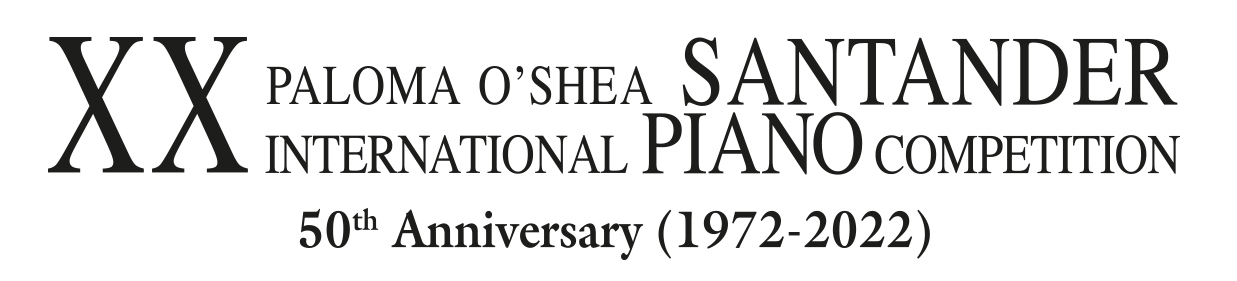 XX PALOMA O’SHEA SANTANDER
INTERNATIONAL PIANO COMPETITION
50th Anniversary (1972-2022)